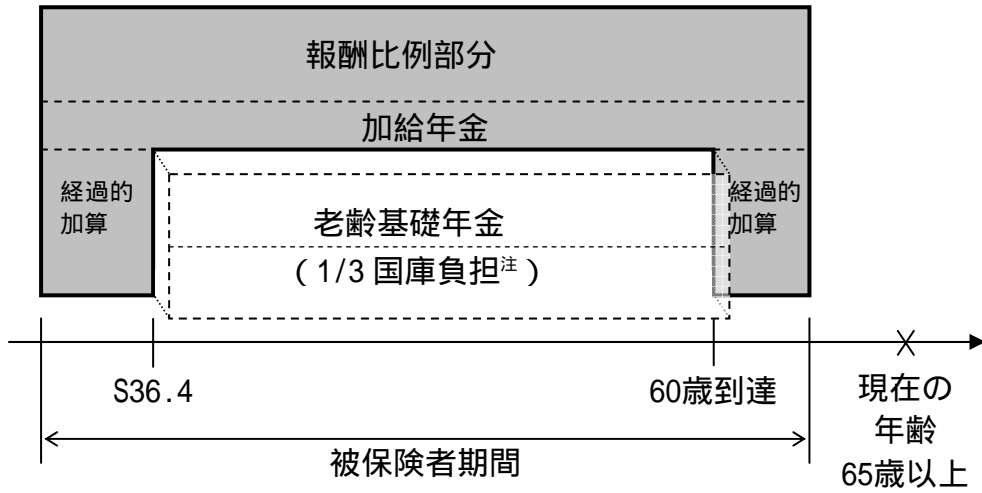 報酬比例部分
加給年金
経過的
加算
老齢基礎年金
（1/3 国庫負担注）
経過的
加算
S36.4
60歳到達
現在の
年齢
65歳以上
被保険者期間